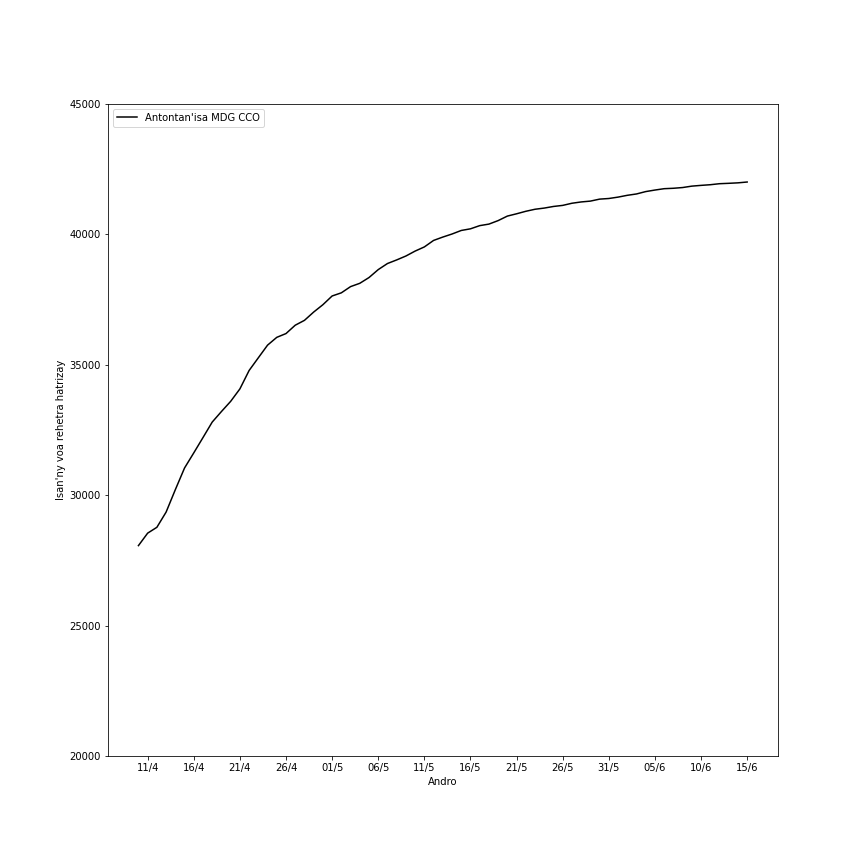 Antontan'isa MDG CCO
45000
40000
35000
30000
25000
20000
Isan'ny voa rehetra hatrizay
11/4 16/4 21/4 26/4 01/5 06/5 11/5 16/5 21/5 26/5 31/5 05/6 10/6 15/6
Andro